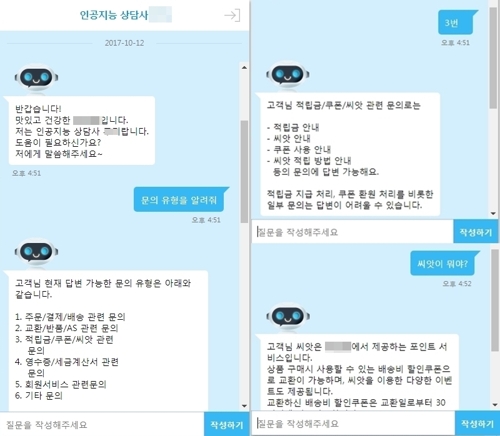 인공지능 상담사
2017-10-12
반갑습니다!
맛있고 건강한 입니다.
저는 인공지능 상담사 랍니다.
도움이 필요하신가요?
저에게 말씀해주세요~
오후 4:51
문의 유형을 알려줘
오후 4:51
고객님 현재 답변 가능한 문의 유형은 아래와
같습니다.
1. 주문/결제/배송 관련 문의
2. 교환/반품/AS 관련 문의
3. 적립금/쿠폰/씨앗 관련
문의
4. 영수증/세금계산서 관련
문의
5. 회원서비스 관련문의
6. 기타 문의
질문을 작성해주세요
작성하기
3번
오후 4:51
고객님 적립금/쿠폰/씨앗 관련 문의로는
- 적립금 안내
- 씨앗 안내
- 쿠폰 사용 안내
- 씨앗 적립 방법 안내
등의 문의에 답변 가능해요.
적립금 지급 처리, 쿠폰 환원 처리를 비롯한
일부 문의는 답변이 어려울 수 있습니다.
오후 4:51
질문을 작성해주세요
작성하기
씨앗이 뭐야?
오후 4:52
고객님 씨앗은 에서 제공하는 포인트 서
비스입니다.
상품 구매시 사용할 수 있는 배송비 할인쿠폰으
로 교환이 가능하며, 씨앗을 이용한 다양한 이벤
트도 제공됩니다.
교환하신 배송비 할인쿠폰은 교환일로부터 30
질문을 작성해주세요
작성하기